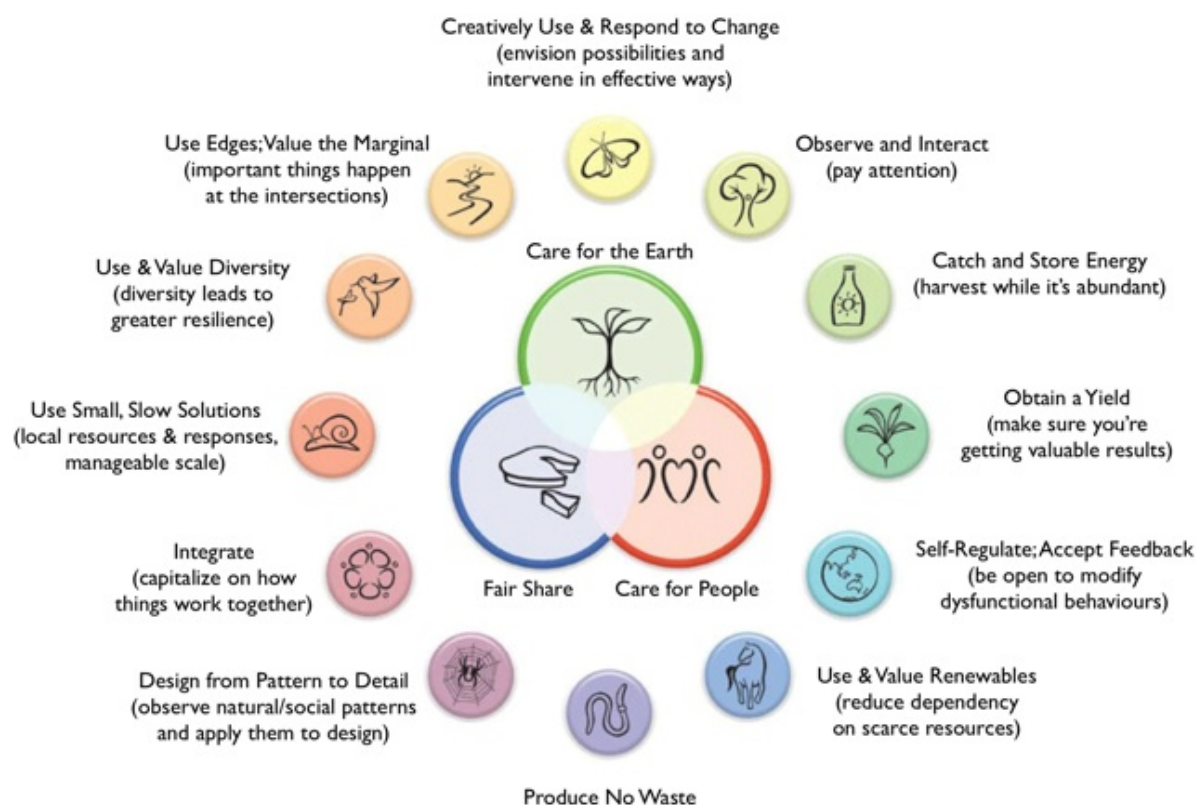 Creatively Use & Respond to Change
(envision possibilities and
intervene in effective ways)
Use Edges; Value the Marginal
(important things happen
at the intersections)
Observe and Interact
(pay attention)
Care for the Earth
Use & Value Diversity
(diversity leads to
greater resilience)
Catch and Store Energy
(harvest while it's abundant)
Use Small, Slow Solutions
(local resources & responses,
manageable scale)
Obtain a Yield
(make sure you're
getting valuable results)
Integrate
(capitalize on how
things work together)
Fair Share
Care for People
Self-Regulate; Accept Feedback
(be open to modify
dysfunctional behaviours)
Design from Pattern to Detail
(observe natural/social patterns
and apply them to design)
Use & Value Renewables
(reduce dependency
on scarce resources)
Produce No Waste